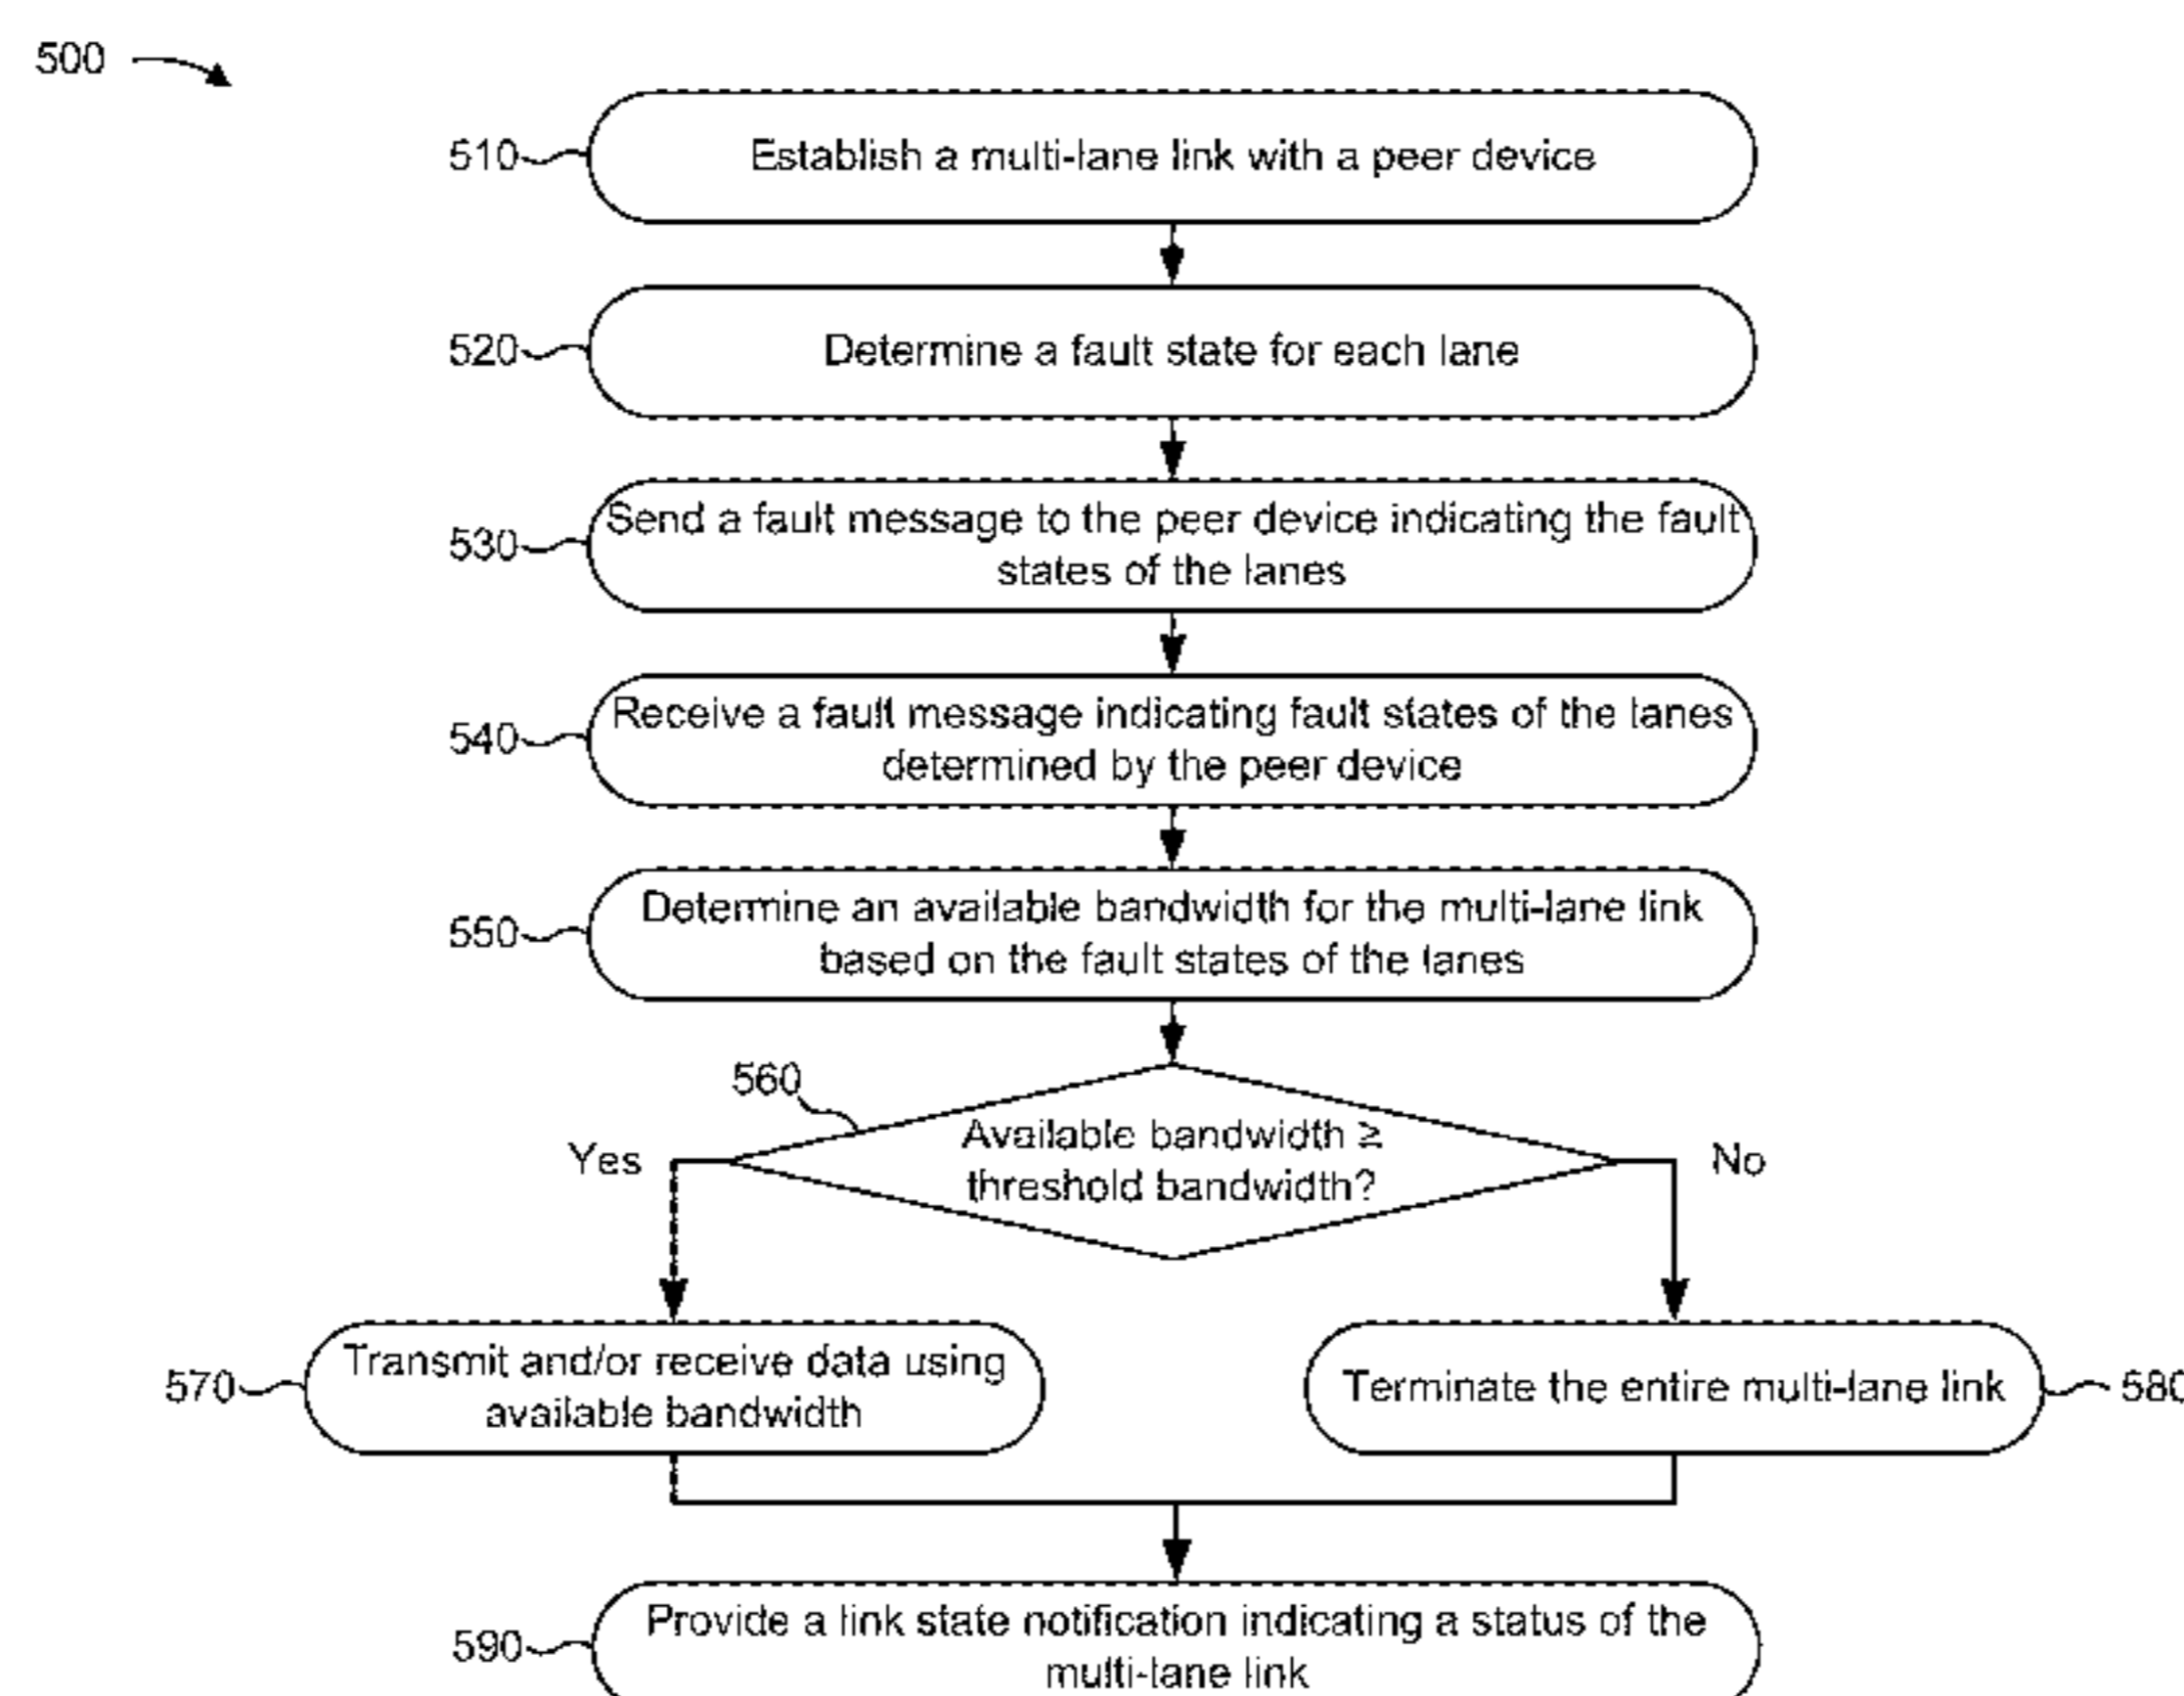 500
510
Establish a multi-lane link with a peer device
520
Determine a fault state for each lane
530
Send a fault message to the peer device indicating the fault
states of the lanes
540
Receive a fault message indicating fault states of the lanes
determined by the peer device
550
Determine an available bandwidth for the multi-lane link
based on the fault states of the lanes
560
Available bandwidth ≥
threshold bandwidth?
Yes
No
570
Transmit and/or receive data using
available bandwidth
Terminate the entire multi-lane link
580
590
Provide a link state notification indicating a status of the
multi-lane link